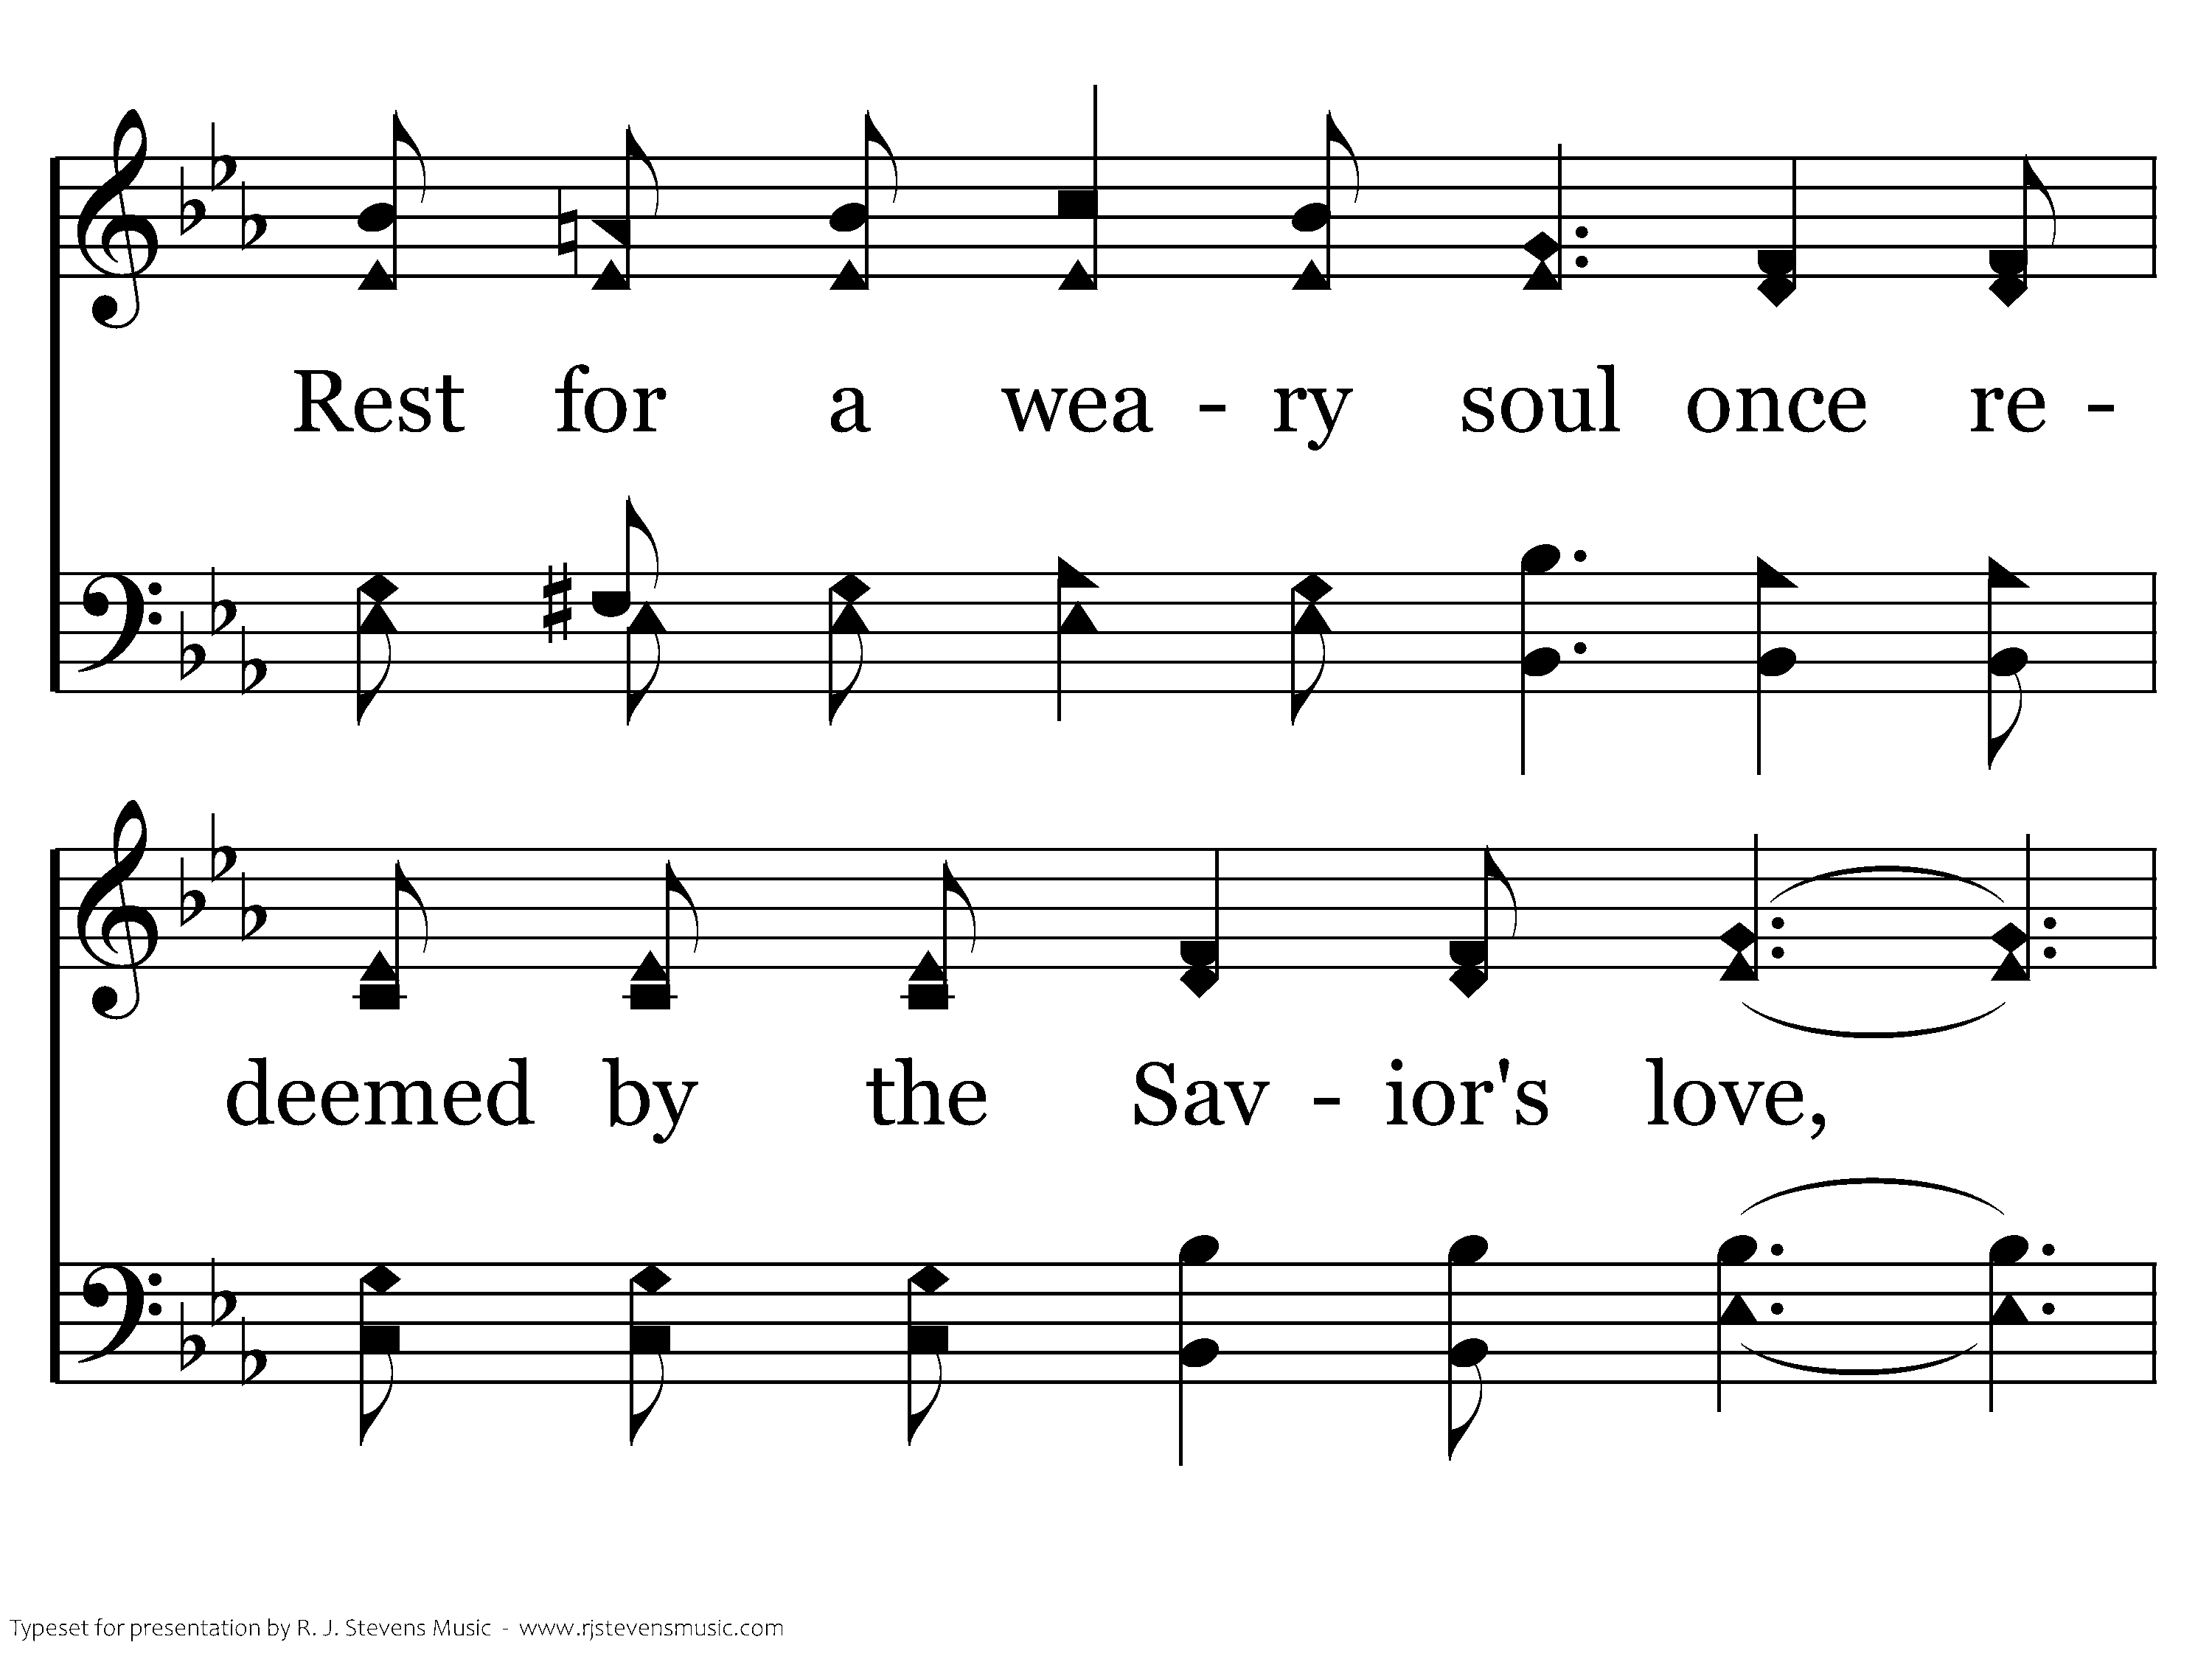 Rest for a wea - ry soul once re -
deemed by the Sav - ior's love,
Typeset for presentation by R. J. Stevens Music - www.rjstevensmusic.com